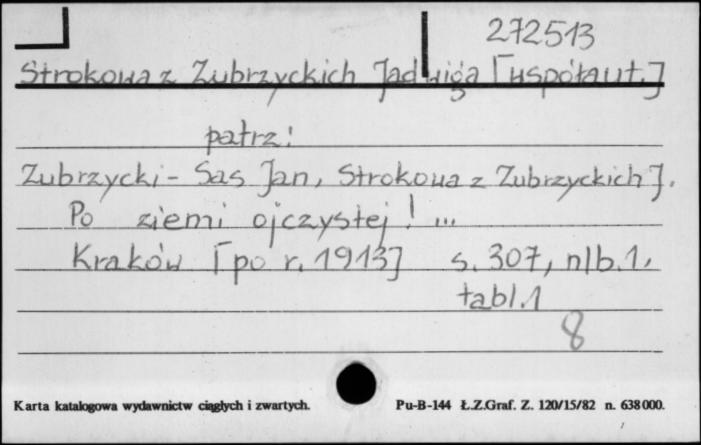 272513
Strokowa z Zubrzyckich Jadwiga [współaut.]
patrz:
Zubrzycki - Sas Jan, Strokowa z Zubrzyckich J.
Po ziemi ojczystej! ...
Kraków [po r. 1913] s. 307, nlb. 1,
tabl. 1
8
Karta katalogowa wydawnictw ciągłych i zwartych. Pu-B-144 Ł.Z.Graf. Z. 120/15/82 n. 638 000.